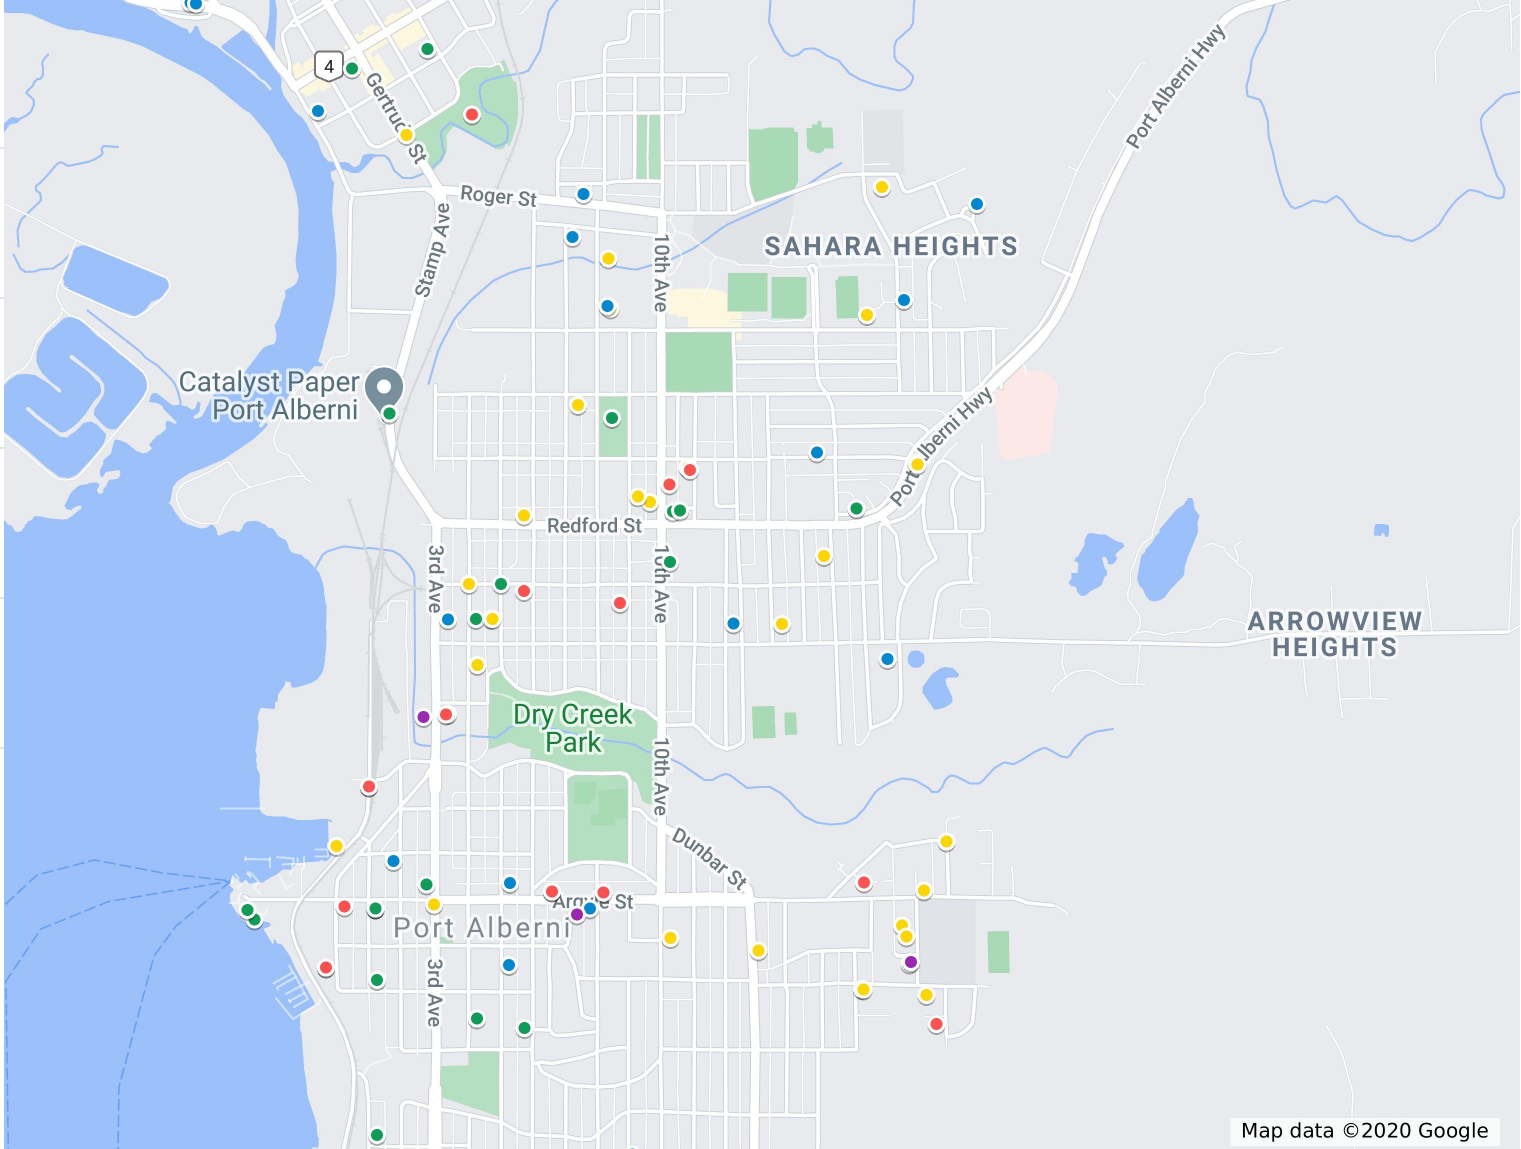 4
Gertrude St
Port Alberni Hwy
Roger St
Stamp Ave
10th Ave
SAHARA HEIGHTS
Catalyst Paper
Port Alberni
Port Alberni Hwy
Redford St
3rd Ave
10th Ave
ARROWVIEW
HEIGHTS
Dry Creek
Park
10th Ave
Dunbar St
Argyle St
Port Alberni
3rd Ave
Map data ©2020 Google